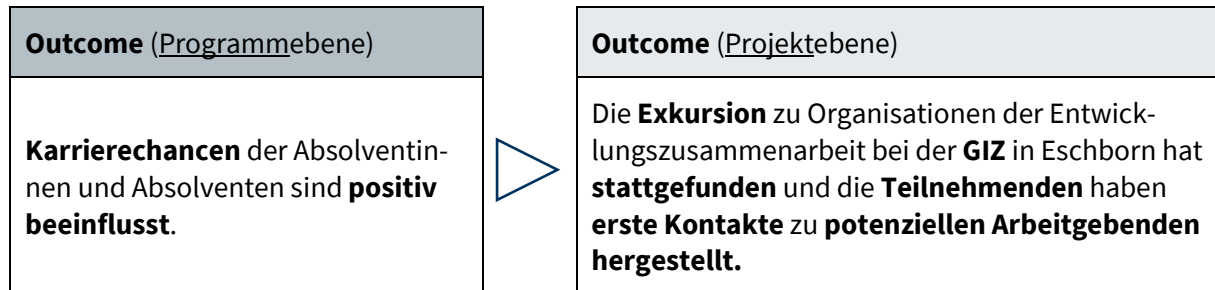 Outcome (Programmebene)
Karrierechancen der Absolventin-
nen und Absolventen sind positiv
beeinflusst.
Outcome (Projektebene)
Die Exkursion zu Organisationen der Entwick-
lungszusammenarbeit bei der GIZ in Eschborn hat
stattgefunden und die Teilnehmenden haben
erste Kontakte zu potenziellen Arbeitgebenden
hergestellt.